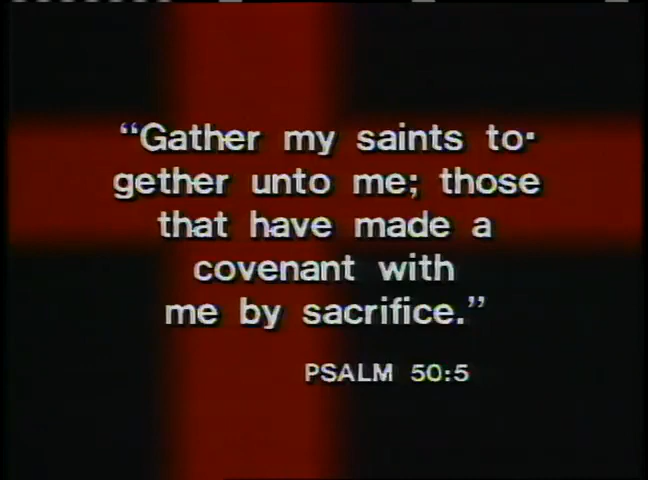 “Gather my saints to-
gether unto me; those
that have made a
covenant with
me by sacrifice.”
PSALM 50:5